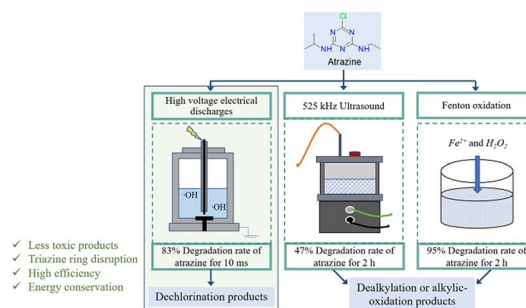 Cl
N
N
N
NH
HN
Atrazine
High voltage electrical
discharges
525 kHz Ultrasound
Fenton oxidation
Fe²⁺ and H₂O₂
·OH
·OH
83% Degradation rate of
atrazine for 10 ms
47% Degradation rate of
atrazine for 2 h
95% Degradation rate of
atrazine for 2 h
✓ Less toxic products
✓ Triazine ring disruption
✓ High efficiency
✓ Energy conservation
Dechlorination products
Dealkylation or alkylic-
oxidation products